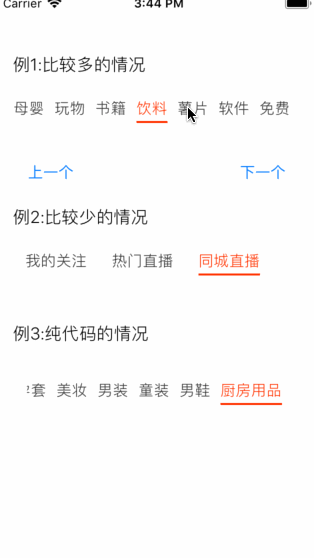 Carrier 3:44 PM
例1:比较多的情况
母婴 玩物 书籍 饮料 薯片 软件 免费
上一个 下一个
例2:比较少的情况
我的关注 热门直播 同城直播
例3:纯代码的情况
套 美妆 男装 童装 男鞋 厨房用品